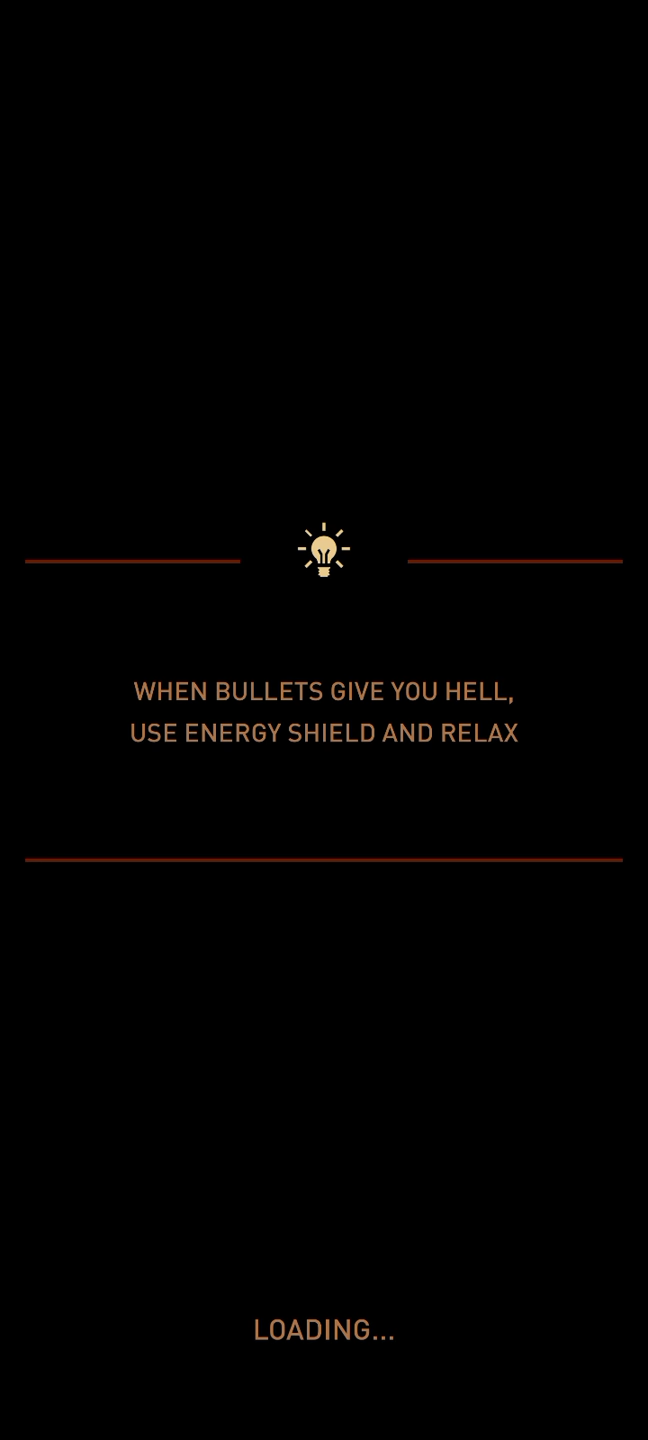 WHEN BULLETS GIVE YOU HELL,
USE ENERGY SHIELD AND RELAX
LOADING...